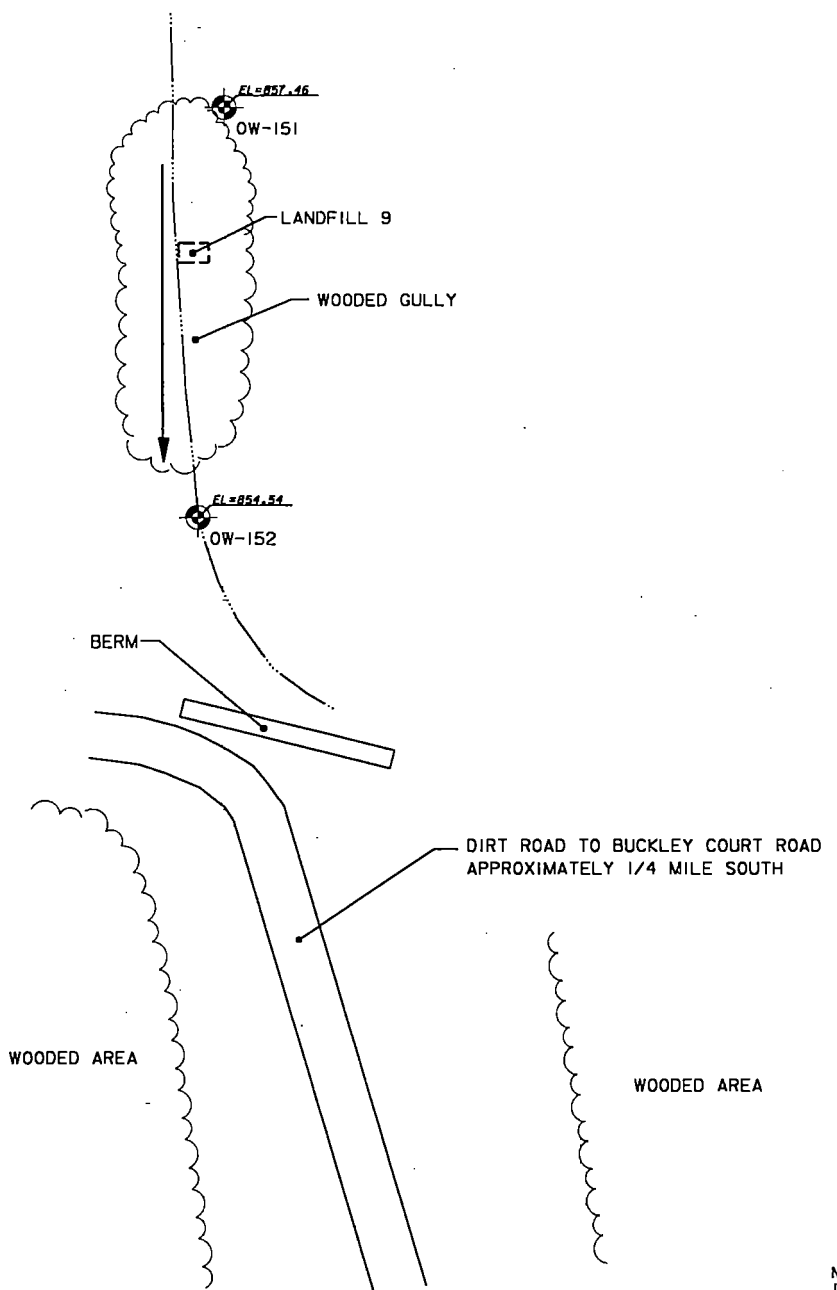 EL=857.46
OW-151
LANDFILL 9
WOODED GULLY
EL=854.54
OW-152
BERM
DIRT ROAD TO BUCKLEY COURT ROAD
APPROXIMATELY 1/4 MILE SOUTH
WOODED AREA
WOODED AREA